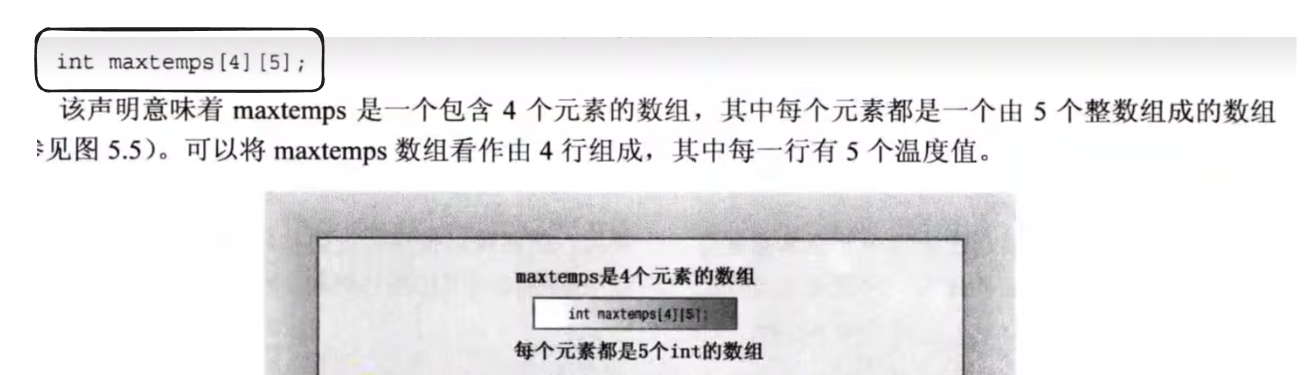 int maxtemps[4][5];
该声明意味着 maxtemps 是一个包含 4 个元素的数组，其中每个元素都是一个由 5 个整数组成的数组
见图 5.5）。可以将 maxtemps 数组看作由 4 行组成，其中每一行有 5 个温度值。
maxtemps是4个元素的数组
int maxtemps[4][5];
每个元素都是5个int的数组